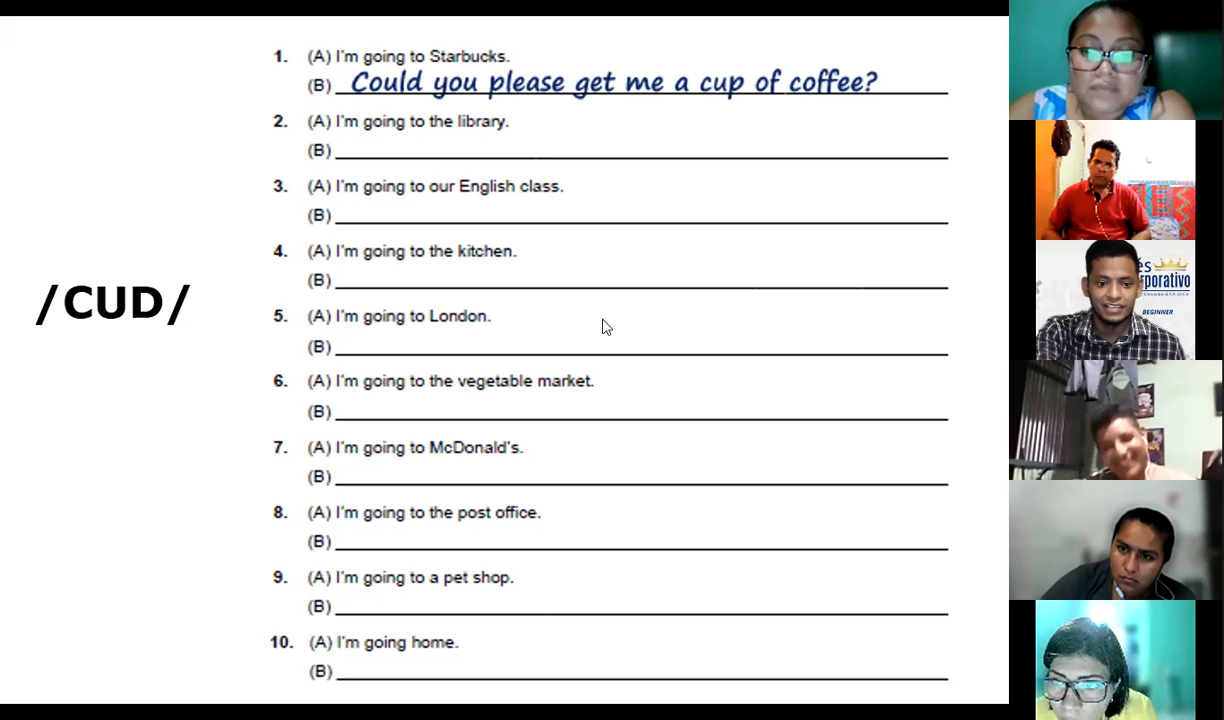 1. (A) I'm going to Starbucks.
(B) Could you please get me a cup of coffee?
2. (A) I'm going to the library.
(B)
3. (A) I'm going to our English class.
(B)
4. (A) I'm going to the kitchen.
(B)
/CUD/
5. (A) I'm going to London.
(B)
6. (A) I'm going to the vegetable market.
(B)
7. (A) I'm going to McDonald's.
(B)
8. (A) I'm going to the post office.
(B)
9. (A) I'm going to a pet shop.
(B)
10. (A) I'm going home.
(B)
BEGINNER